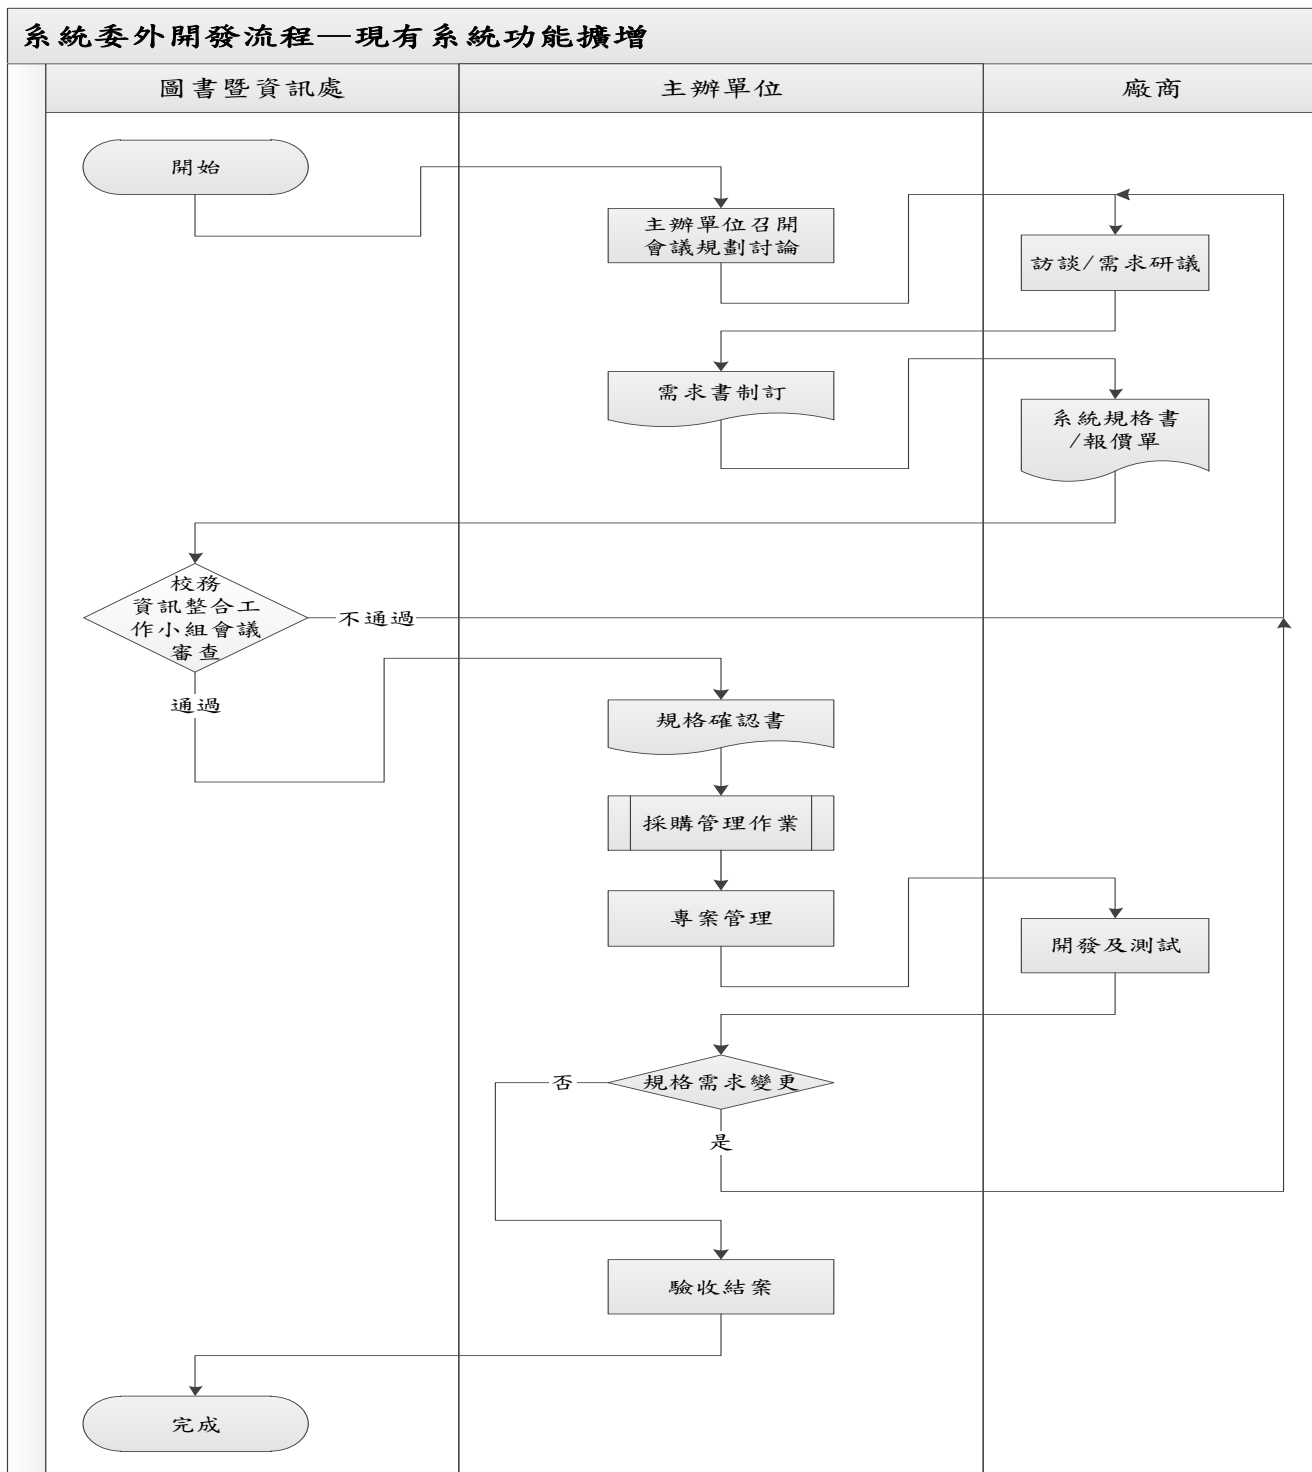 系統委外開發流程—現有系統功能擴增
圖書暨資訊處
主辦單位
廠商
開始
主辦單位召開
會議規劃討論
訪談/需求研議
需求書制訂
系統規格書
/報價單
校務
資訊整合工
作小組會議
審查
不通過
通過
規格確認書
採購管理作業
專案管理
開發及測試
規格需求變更
否
是
驗收結案
完成